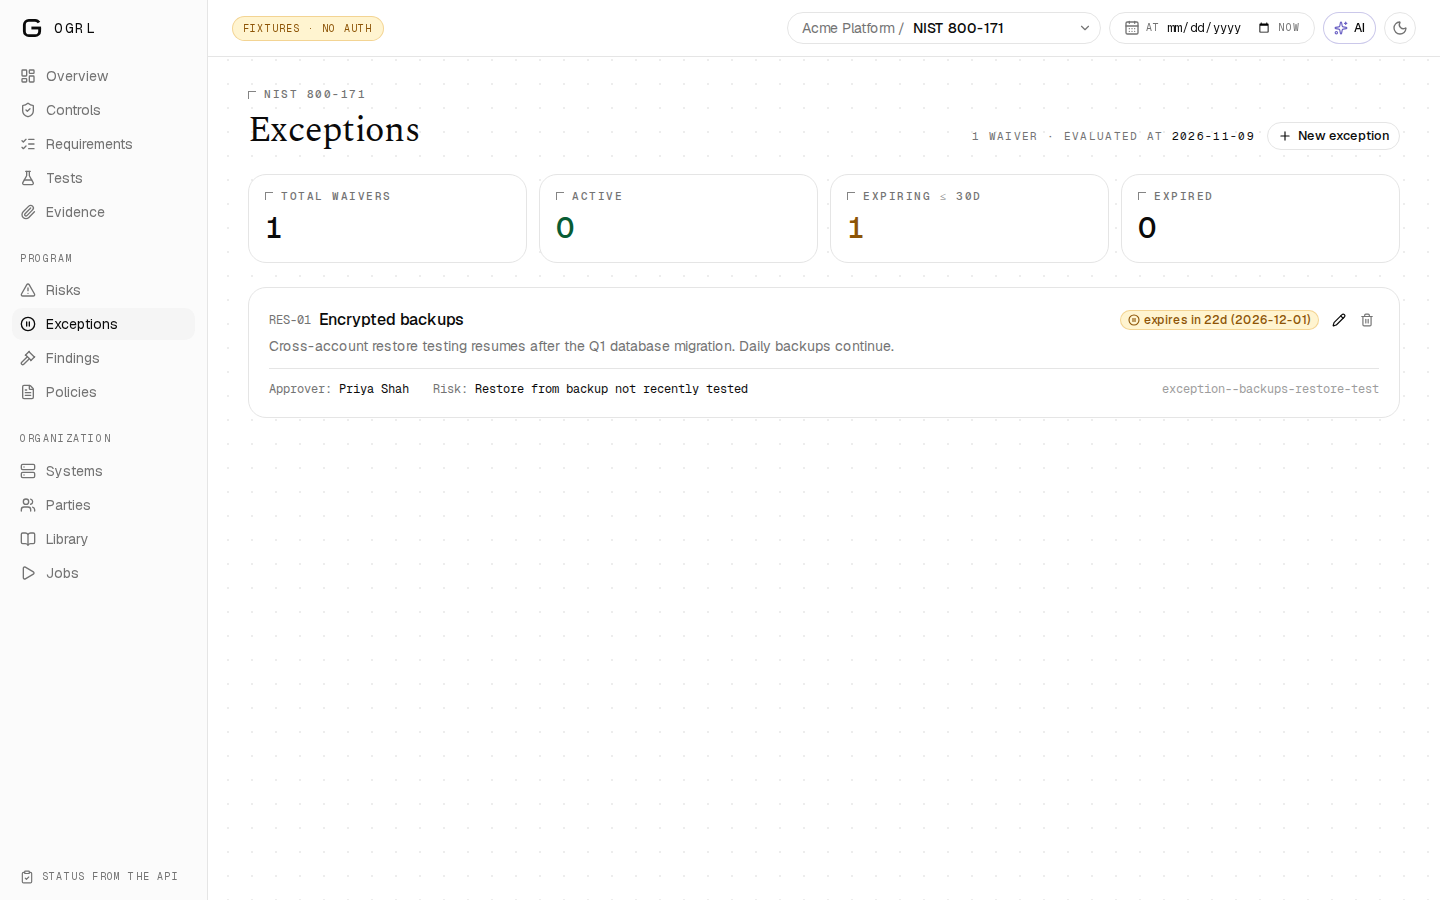 OGRL
FIXTURES · NO AUTH
Acme Platform / NIST 800-171
AT mm/dd/yyyy NOW
AI
Overview
Controls
Requirements
Tests
Evidence
PROGRAM
Risks
Exceptions
Findings
Policies
ORGANIZATION
Systems
Parties
Library
Jobs
STATUS FROM THE API
NIST 800-171
Exceptions
1 WAIVER · EVALUATED AT 2026-11-09
New exception
TOTAL WAIVERS
1
ACTIVE
0
EXPIRING ≤ 30D
1
EXPIRED
0
RES-01 Encrypted backups
expires in 22d (2026-12-01)
Cross-account restore testing resumes after the Q1 database migration. Daily backups continue.
Approver: Priya Shah Risk: Restore from backup not recently tested
exception--backups-restore-test